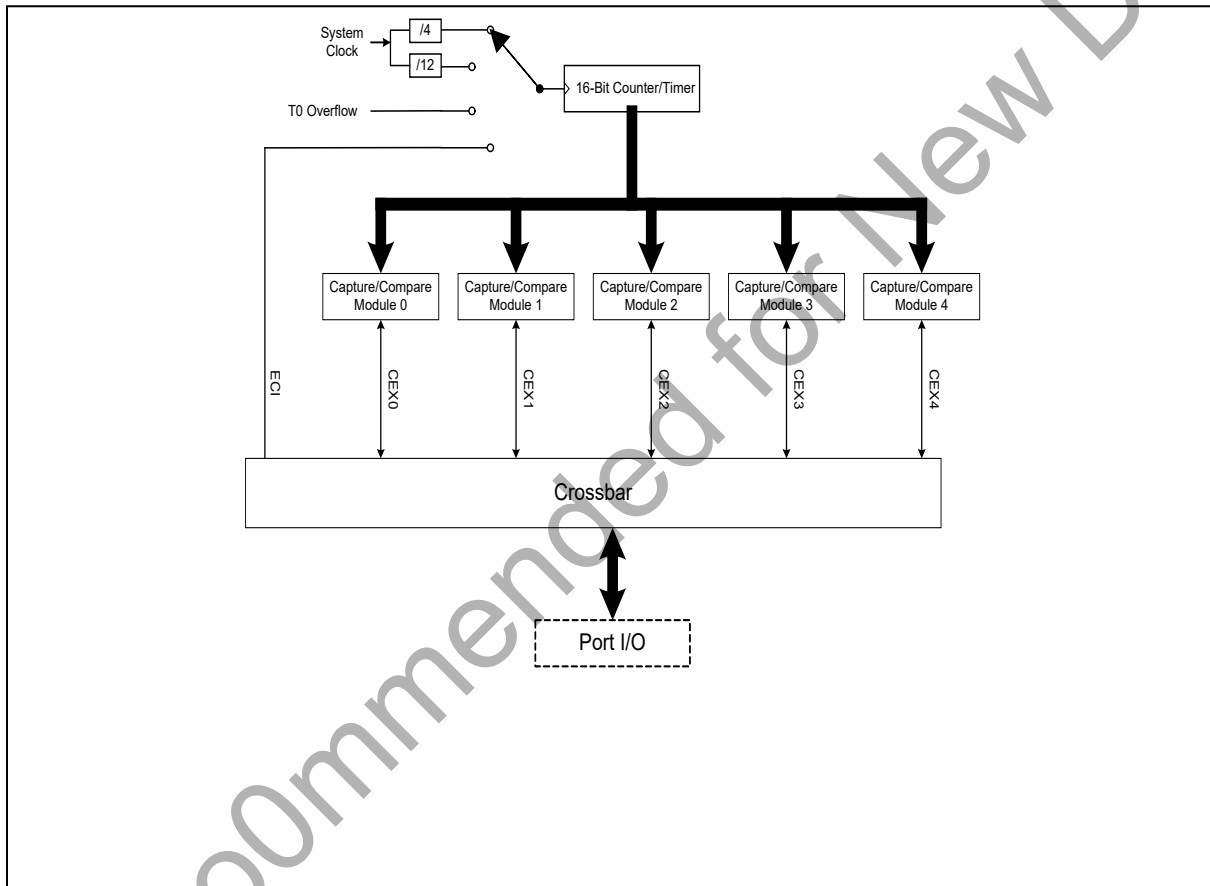 System
Clock
/4
/12
T0 Overflow
16-Bit Counter/Timer
Capture/Compare
Module 0
Capture/Compare
Module 1
Capture/Compare
Module 2
Capture/Compare
Module 3
Capture/Compare
Module 4
ECI
CEX0
CEX1
CEX2
CEX3
CEX4
Crossbar
Port I/O
for New